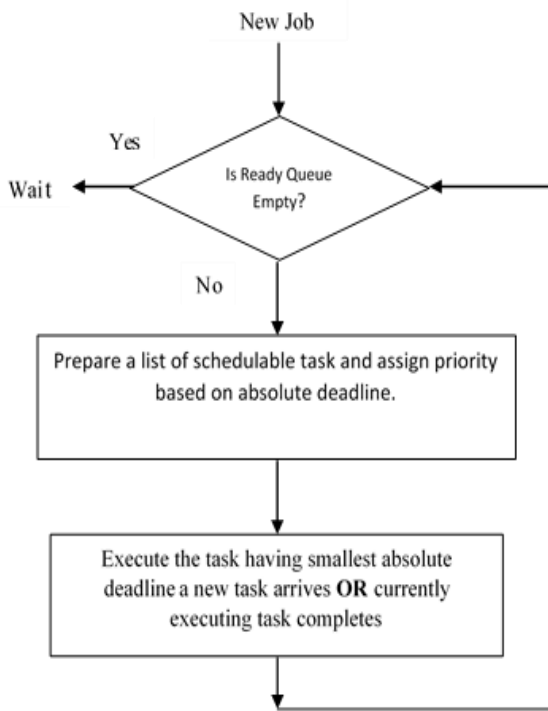 New Job
Yes
Is Ready Queue
Empty?
Wait
No
Prepare a list of schedulable task and assign priority
based on absolute deadline.
Execute the task having smallest absolute
deadline a new task arrives OR currently
executing task completes